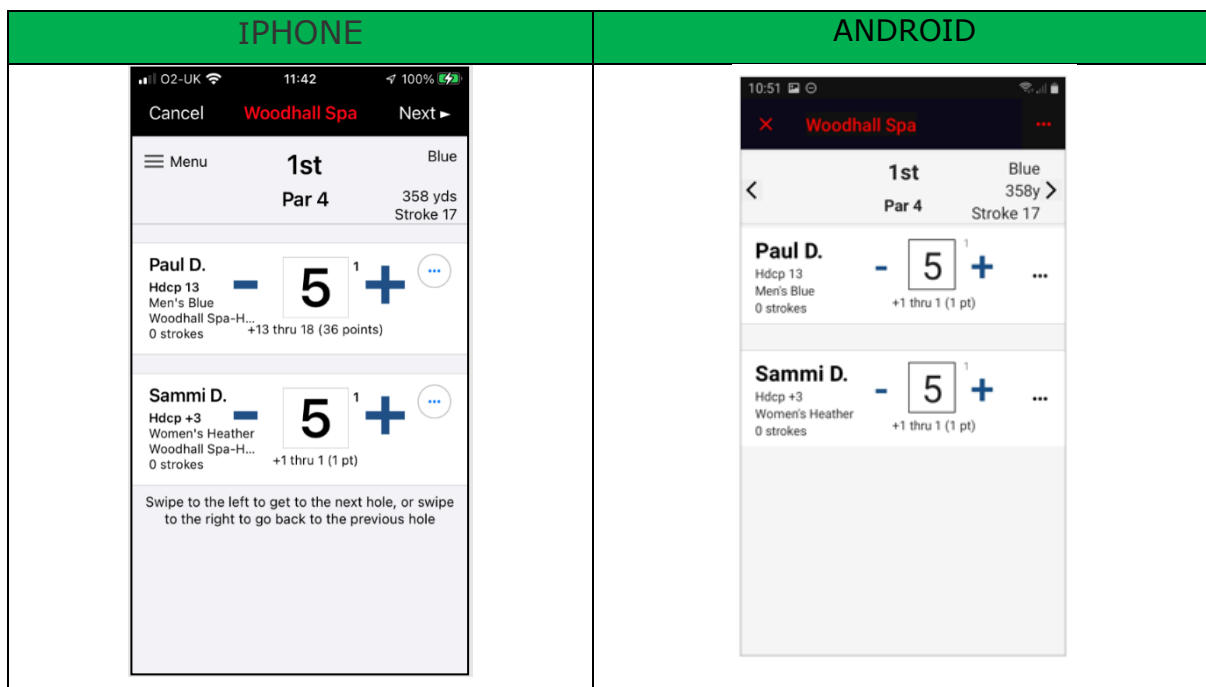 IPHONE
ANDROID
O2-UK 11:42 100%
Cancel Woodhall Spa Next ►
Menu 1st Blue
Par 4 358 yds
Stroke 17
Paul D.
Hdcp 13
Men's Blue
Woodhall Spa-H...
0 strokes
- 5 1 + ...
+13 thru 18 (36 points)
Sammi D.
Hdcp +3
Women's Heather
Woodhall Spa-H...
0 strokes
- 5 1 + ...
+1 thru 1 (1 pt)
Swipe to the left to get to the next hole, or swipe
to the right to go back to the previous hole
10:51
× Woodhall Spa ...
1st Blue
< 358y >
Par 4 Stroke 17
Paul D.
Hdcp 13
Men's Blue
0 strokes
- 5 1 + ...
+1 thru 1 (1 pt)
Sammi D.
Hdcp +3
Women's Heather
0 strokes
- 5 1 + ...
+1 thru 1 (1 pt)